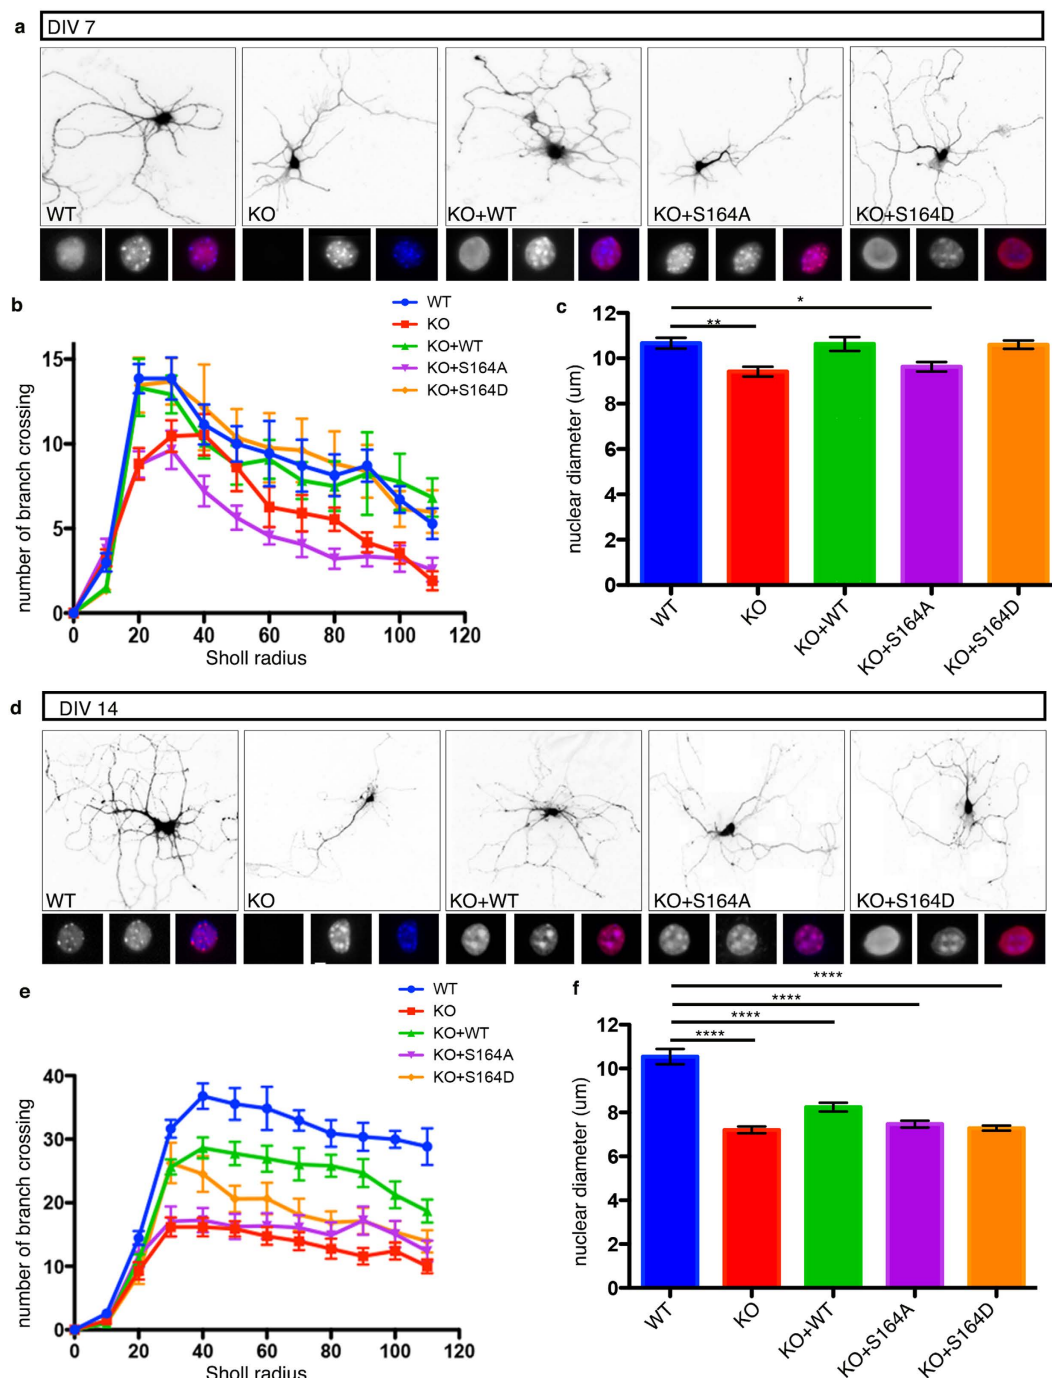 a
DIV 7
WT
KO
KO+WT
KO+S164A
KO+S164D
b
WT
KO
KO+WT
KO+S164A
KO+S164D
15
10
5
0
number of branch crossing
0 20 40 60 80 100 120
Sholl radius
c
*
**
12
10
8
6
4
2
0
nuclear diameter (um)
WT
KO
KO+WT
KO+S164A
KO+S164D
d
DIV 14
WT
KO
KO+WT
KO+S164A
KO+S164D
e
WT
KO
KO+WT
KO+S164A
KO+S164D
40
30
20
10
0
number of branch crossing
0 20 40 60 80 100 120
Sholl radius
f
****
****
****
****
12
10
8
6
4
2
0
nuclear diameter (um)
WT
KO
KO+WT
KO+S164A
KO+S164D